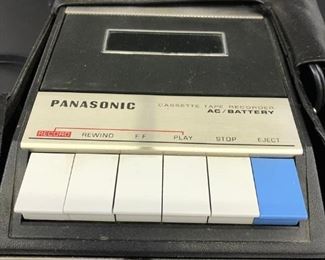 PANASONIC CASSETTE TAPE RECORDER
AC/BATTERY
RECORD REWIND F.F PLAY STOP EJECT